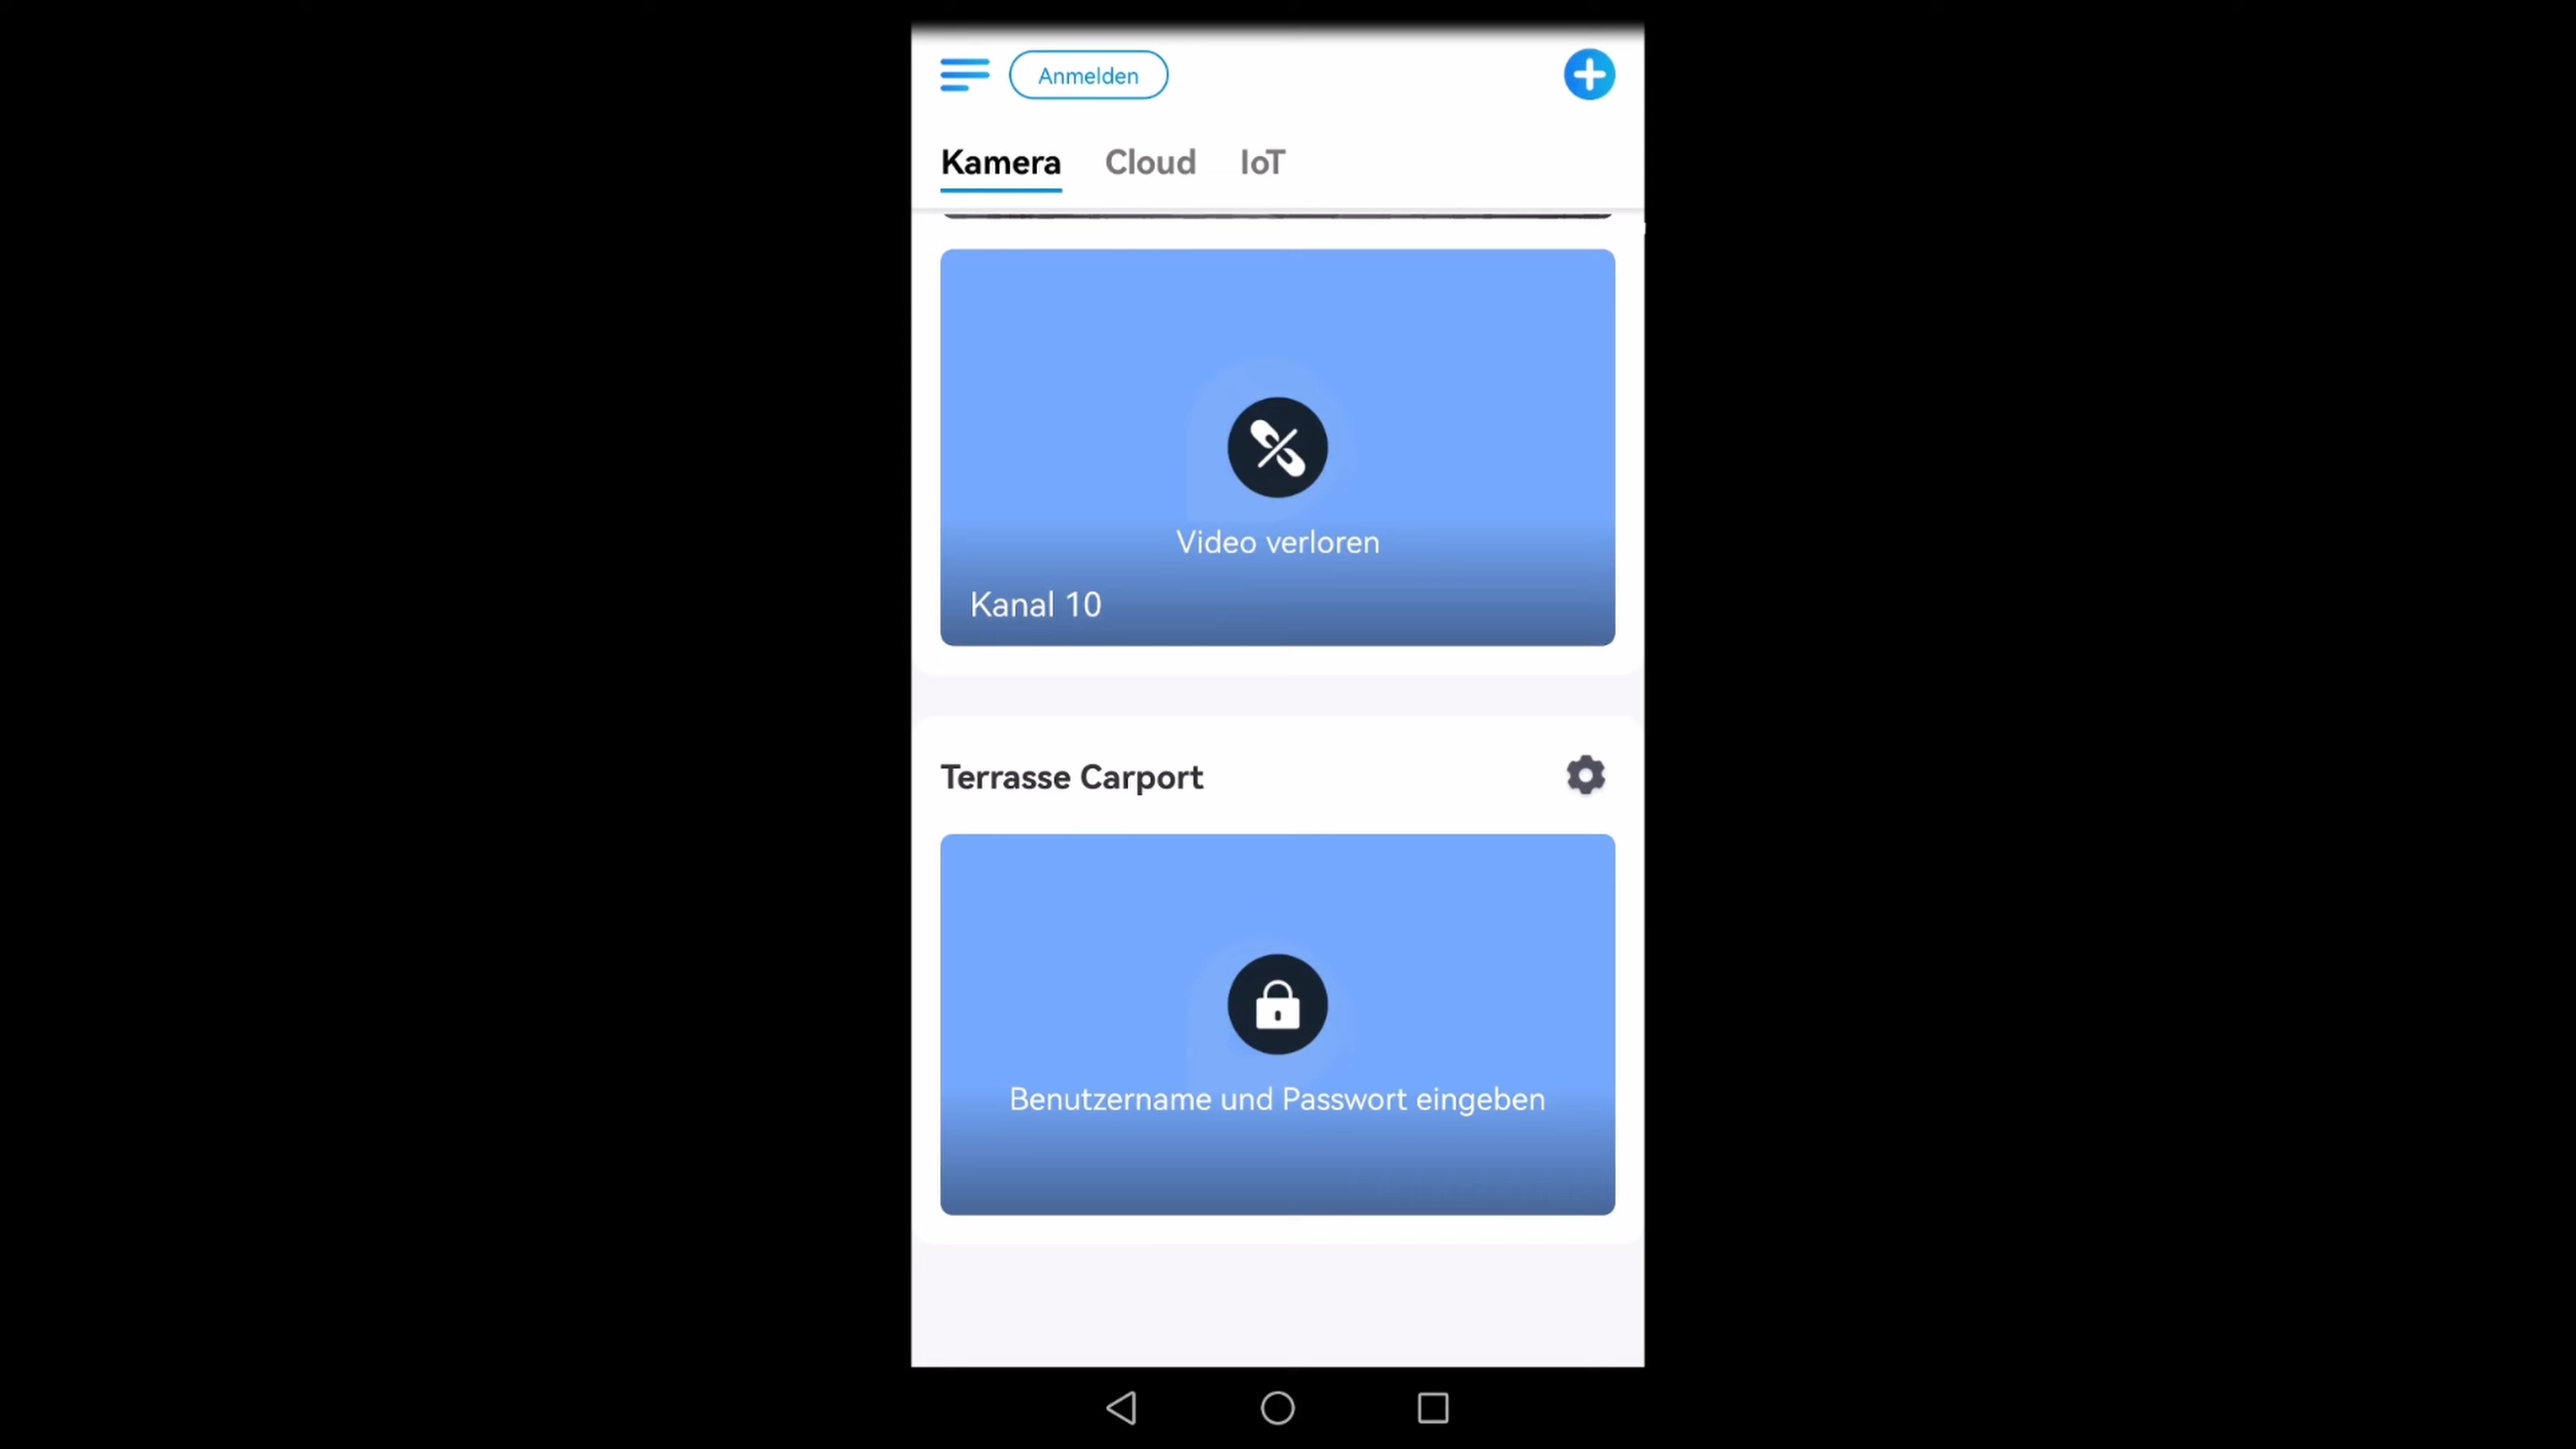 Anmelden
Kamera Cloud IoT
Video verloren
Kanal 10
Terrasse Carport
Benutzername und Passwort eingeben